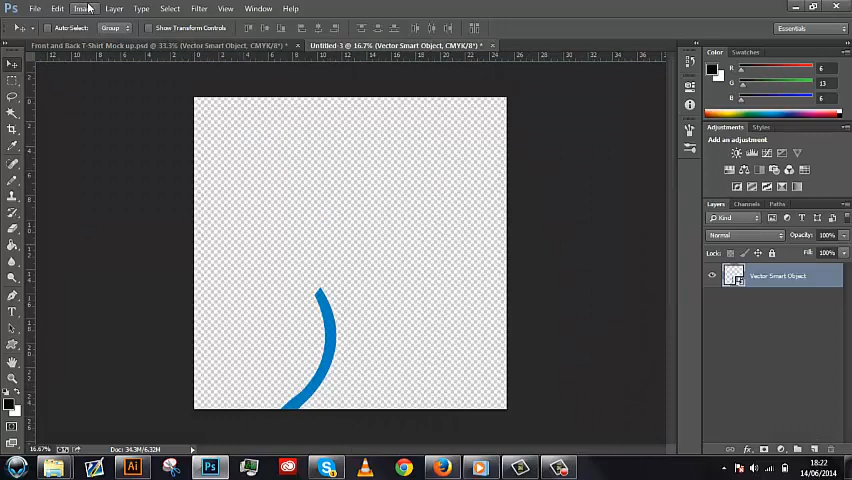 Ps File Edit Image Layer Type Select Filter View Window Help
Auto-Select: Group Show Transform Controls Essentials
Front and Back T-Shirt Mock up.psd @ 33.3% (Vector Smart Object, CMYK/8*) × Untitled-3 @ 16.7% (Vector Smart Object, CMYK/8*) ×
Color Swatches
R 6
G 13
B 6
Adjustments Styles
Add an adjustment
Layers Channels Paths
Kind
Normal Opacity: 100%
Lock: Fill: 100%
Vector Smart Object
16.67% Doc: 34.3M/6.32M
Ai Ps
18:22
14/06/2014